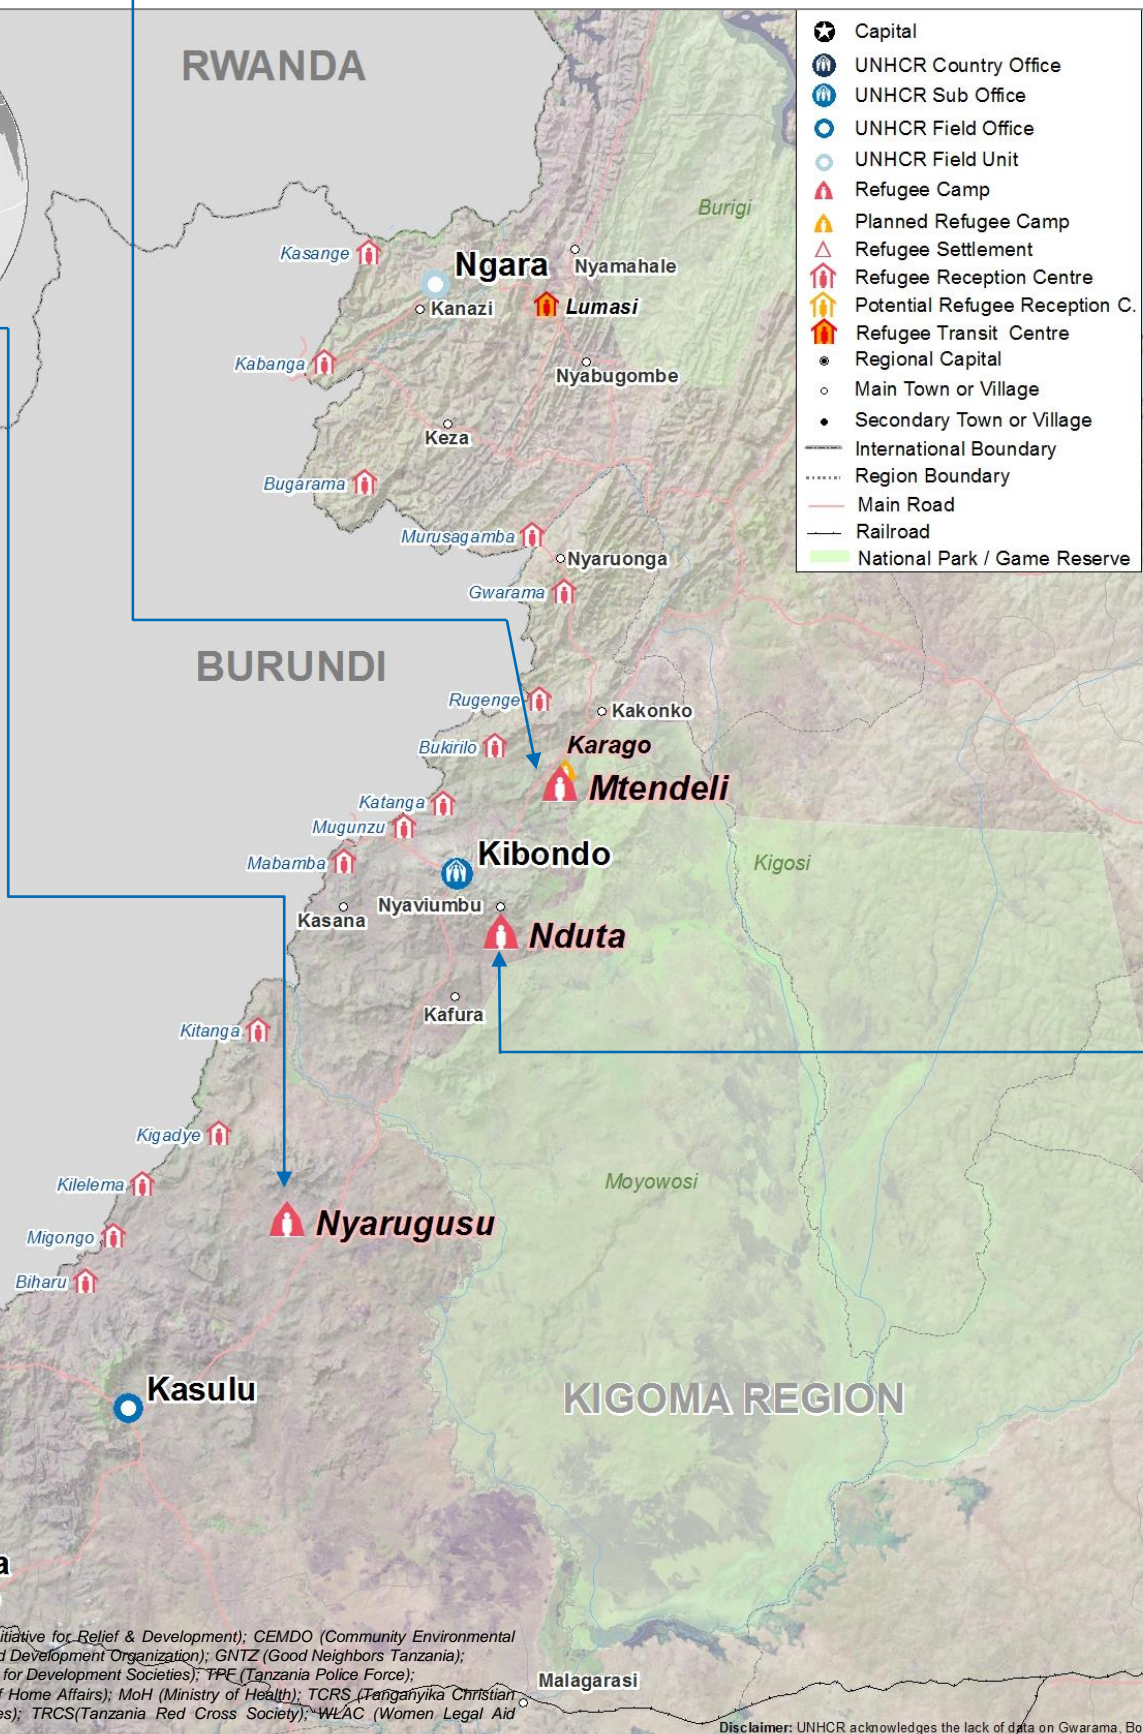 RWANDA
Capital
UNHCR Country Office
UNHCR Sub Office
UNHCR Field Office
UNHCR Field Unit
Refugee Camp
Planned Refugee Camp
Refugee Settlement
Refugee Reception Centre
Potential Refugee Reception C.
Refugee Transit Centre
Regional Capital
Main Town or Village
Secondary Town or Village
International Boundary
Region Boundary
Main Road
Railroad
National Park / Game Reserve
Burigi
Kasange
Ngara
Nyamahale
Kanazi
Lumasi
Kabanga
Nyabugombe
Keza
Bugarama
Murusagamba
Nyaruonga
Gwarama
BURUNDI
Rugenge
Kakonko
Bukirilo
Karago
Mtendeli
Katanga
Mugunzu
Kibondo
Mabamba
Kigosi
Nyaviumbu
Kasana
Nduta
Kafura
Kitanga
Kigadye
Kilelema
Moyowosi
Nyarugusu
Migongo
Biharu
Kasulu
KIGOMA REGION
a
itiative for Relief & Development); CEMDO (Community Environmental
d Development Organization); GNTZ (Good Neighbors Tanzania);
for Development Societies); TPF (Tanzania Police Force);
f Home Affairs); MoH (Ministry of Health); TCRS (Tanganyika Christian
es); TRCS(Tanzania Red Cross Society); WLAC (Women Legal Aid
Malagarasi
Disclaimer: UNHCR acknowledges the lack of data on Gwarama,